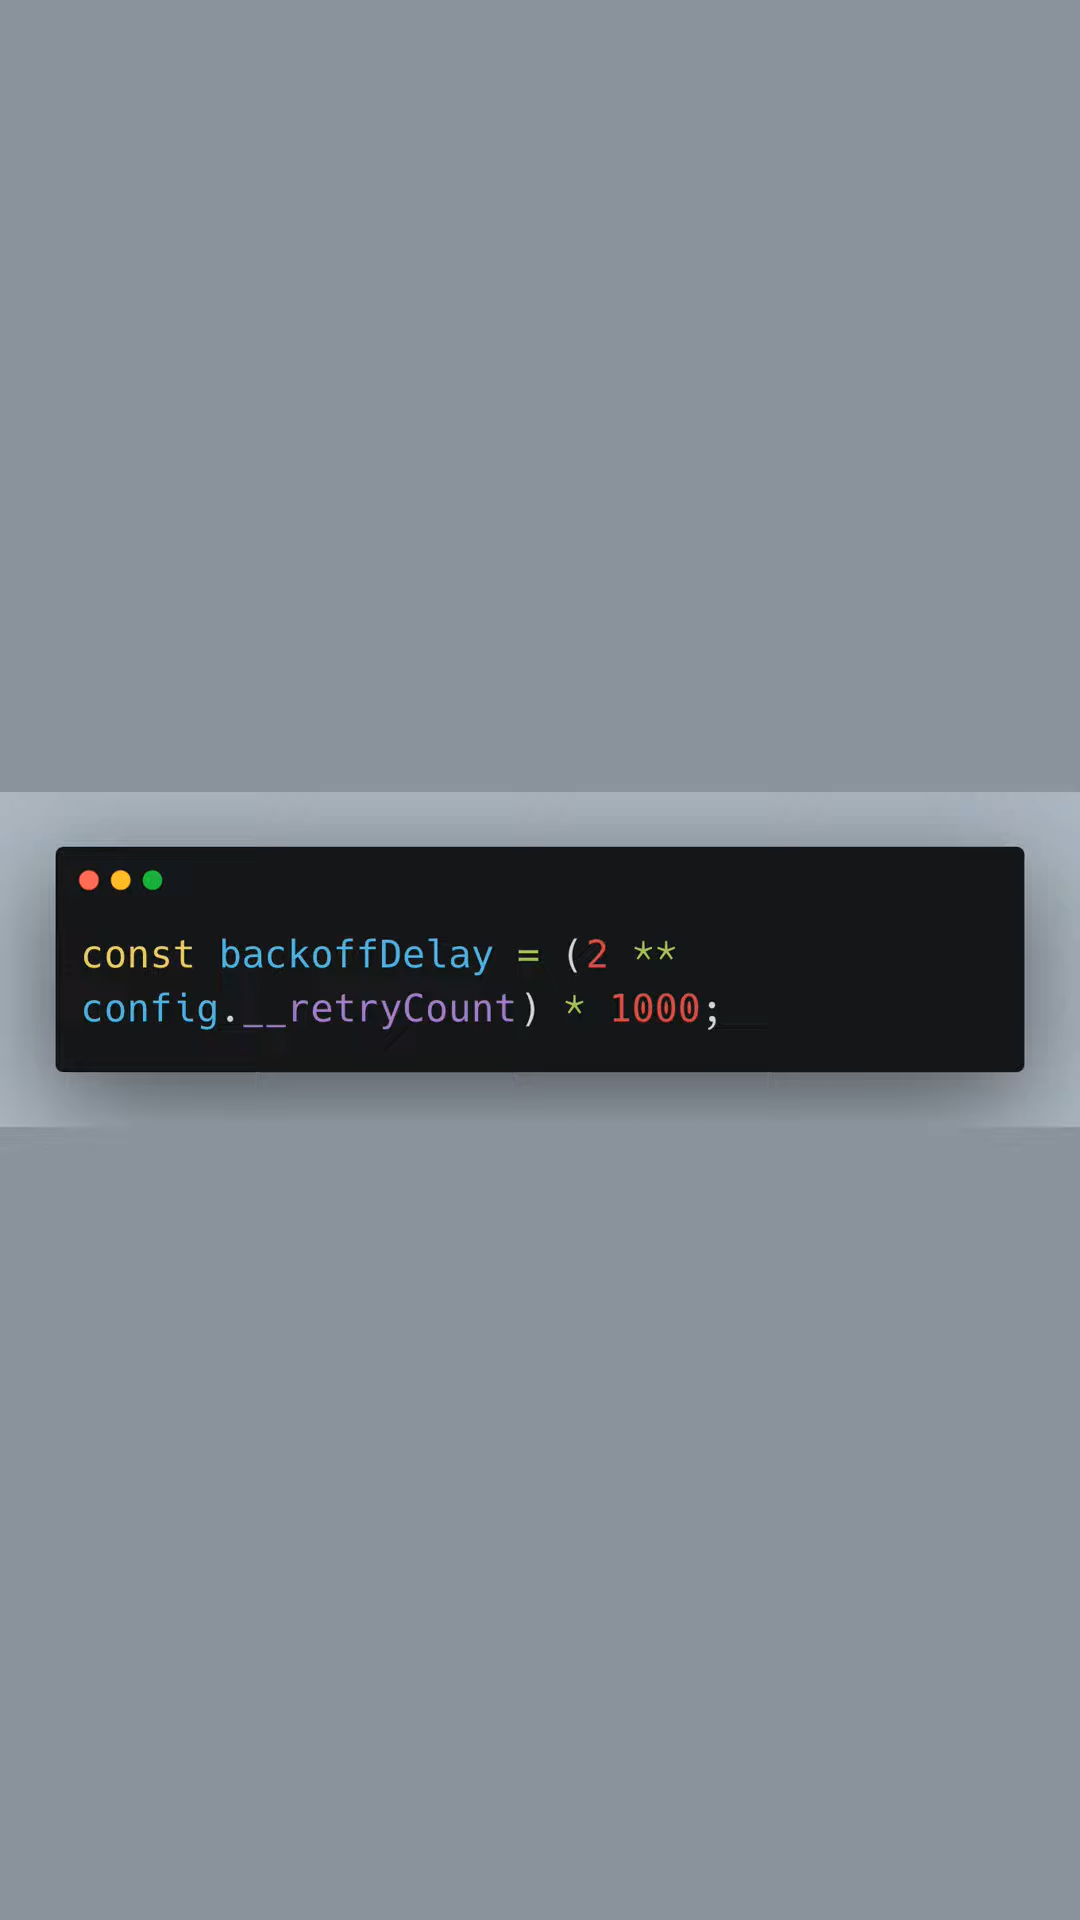 const backoffDelay = (2 **
config.__retryCount) * 1000;